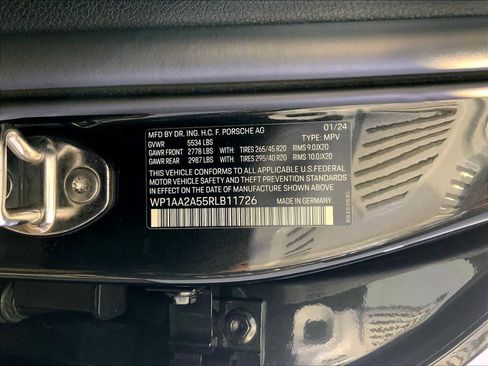 MFD BY DR. ING. H.C. F. PORSCHE AG 01/24
GVWR 5534 LBS TYPE: MPV
GAWR FRONT 2778 LBS WITH: TIRES 265/45 R20 RIMS 9.0JX20
GAWR REAR 2987 LBS WITH: TIRES 295/40 R20 RIMS 10.0JX20
THIS VEHICLE CONFORMS TO ALL APPLICABLE U.S.FEDERAL
MOTOR VEHICLE SAFETY AND THEFT PREVENTION STANDARDS
IN EFFECT ON THE DATE OF MANUFACTURE SHOWN ABOVE.
WP1AA2A55RLB11726 MADE IN GERMANY